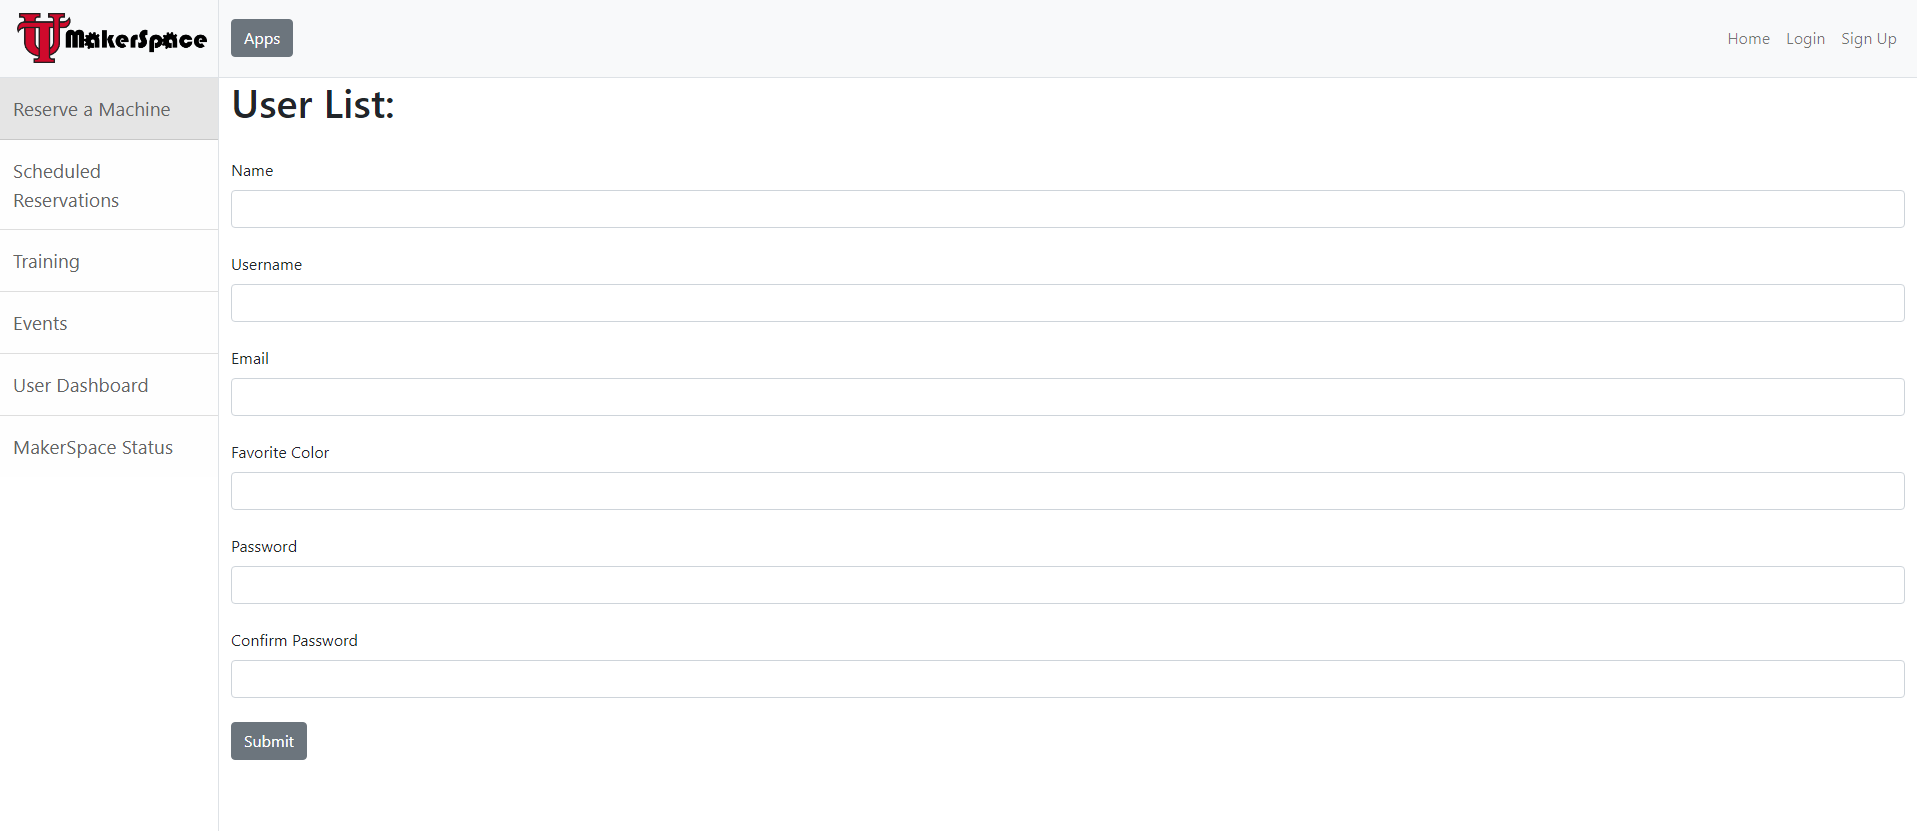 MakerSpace
Apps
Home Login Sign Up
Reserve a Machine
Scheduled
Reservations
Training
Events
User Dashboard
MakerSpace Status
User List:
Name
Username
Email
Favorite Color
Password
Confirm Password
Submit